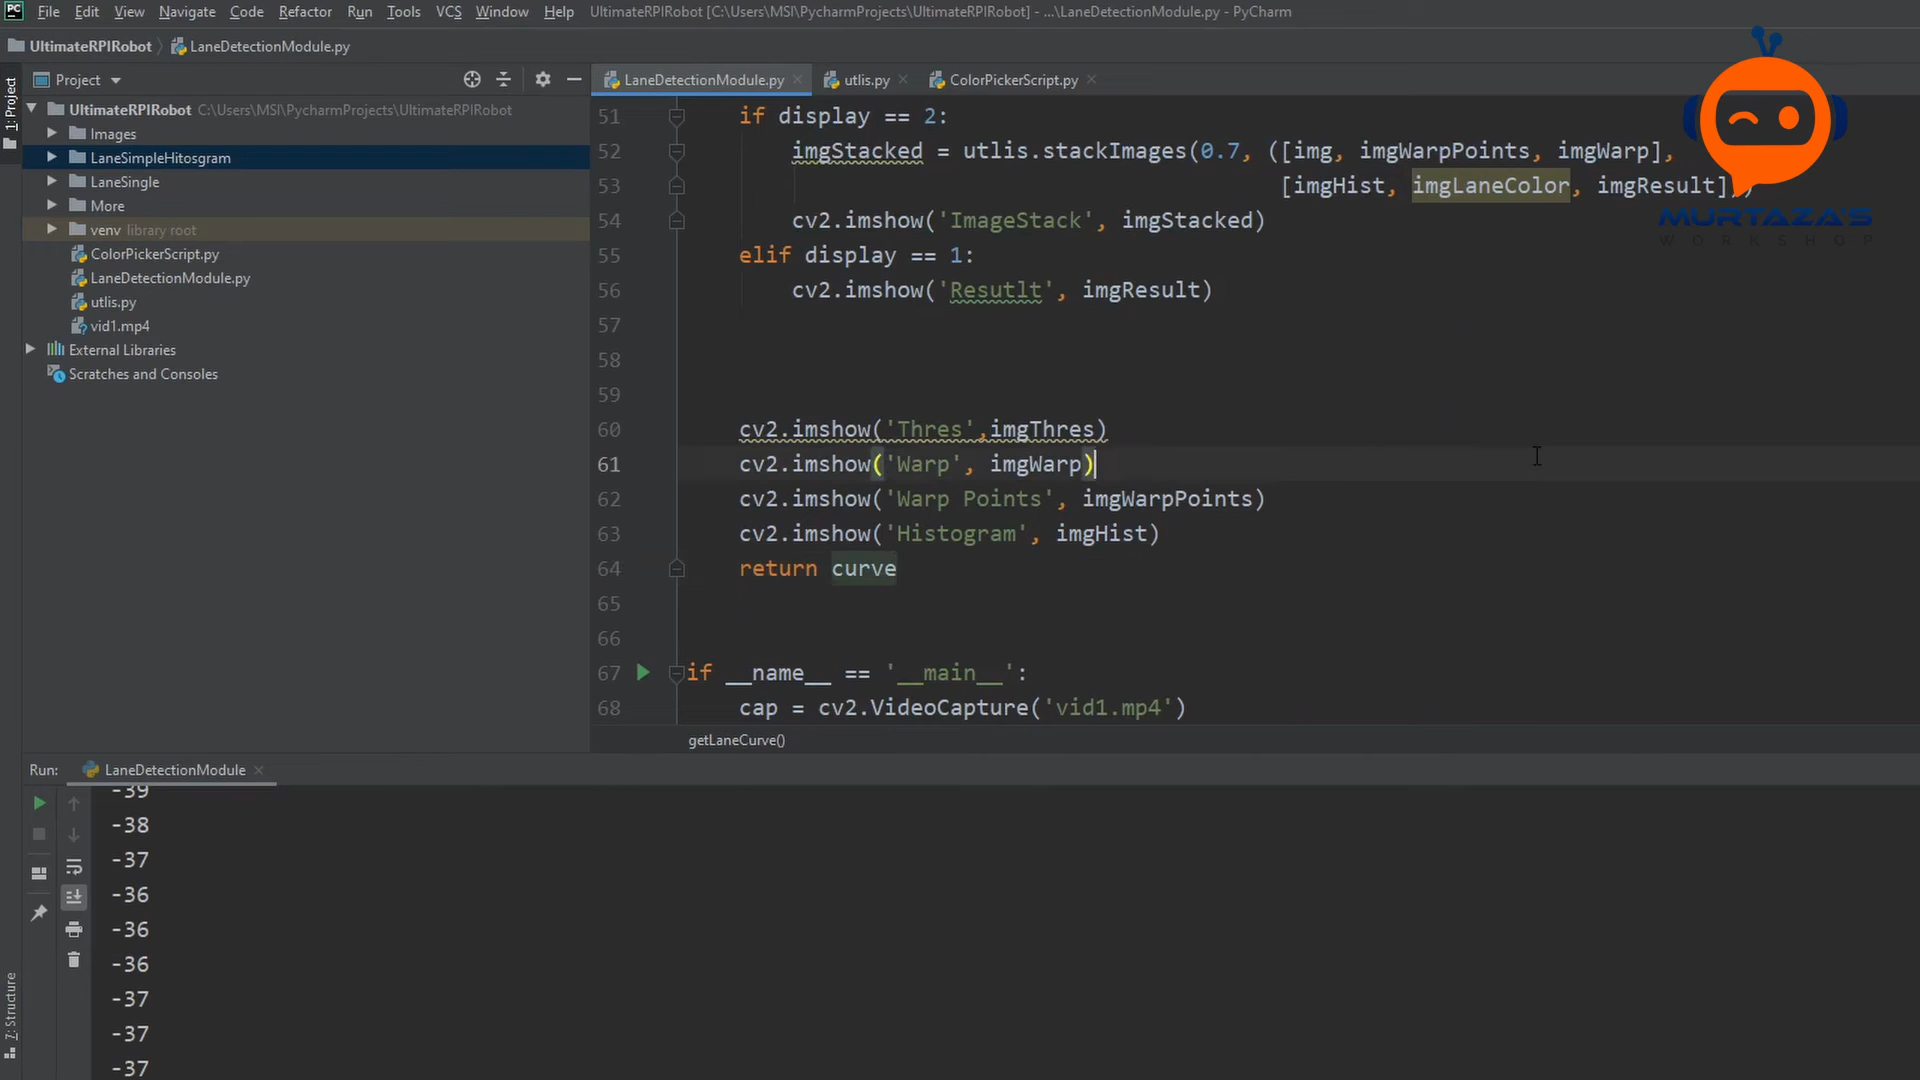 PC File Edit View Navigate Code Refactor Run Tools VCS Window Help UltimateRPIRobot [C:\Users\MSI\PycharmProjects\UltimateRPIRobot] - ...\LaneDetectionModule.py - PyCharm
UltimateRPIRobot LaneDetectionModule.py
1: Project
Project
LaneDetectionModule.py utlis.py ColorPickerScript.py
UltimateRPIRobot C:\Users\MSI\PycharmProjects\UltimateRPIRobot
Images
LaneSimpleHitosgram
LaneSingle
More
venv library root
ColorPickerScript.py
LaneDetectionModule.py
utlis.py
vid1.mp4
External Libraries
Scratches and Consoles
51 if display == 2:
52 imgStacked = utlis.stackImages(0.7, ([img, imgWarpPoints, imgWarp],
53 [imgHist, imgLaneColor, imgResult]))
54 cv2.imshow('ImageStack', imgStacked)
55 elif display == 1:
56 cv2.imshow('Resutlt', imgResult)
57
58
59
60 cv2.imshow('Thres',imgThres)
61 cv2.imshow('Warp', imgWarp)
62 cv2.imshow('Warp Points', imgWarpPoints)
63 cv2.imshow('Histogram', imgHist)
64 return curve
65
66
67 if __name__ == '__main__':
68 cap = cv2.VideoCapture('vid1.mp4')
getLaneCurve()
MURTAZA'S
WORKSHOP
Run: LaneDetectionModule
-39
-38
-37
-36
-36
-36
-37
-37
-37
7: Structure